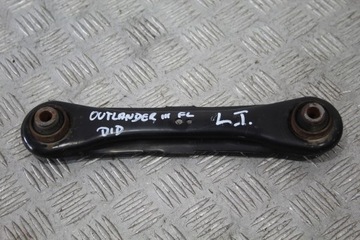 OUTLANDER III FL L.T.
DID